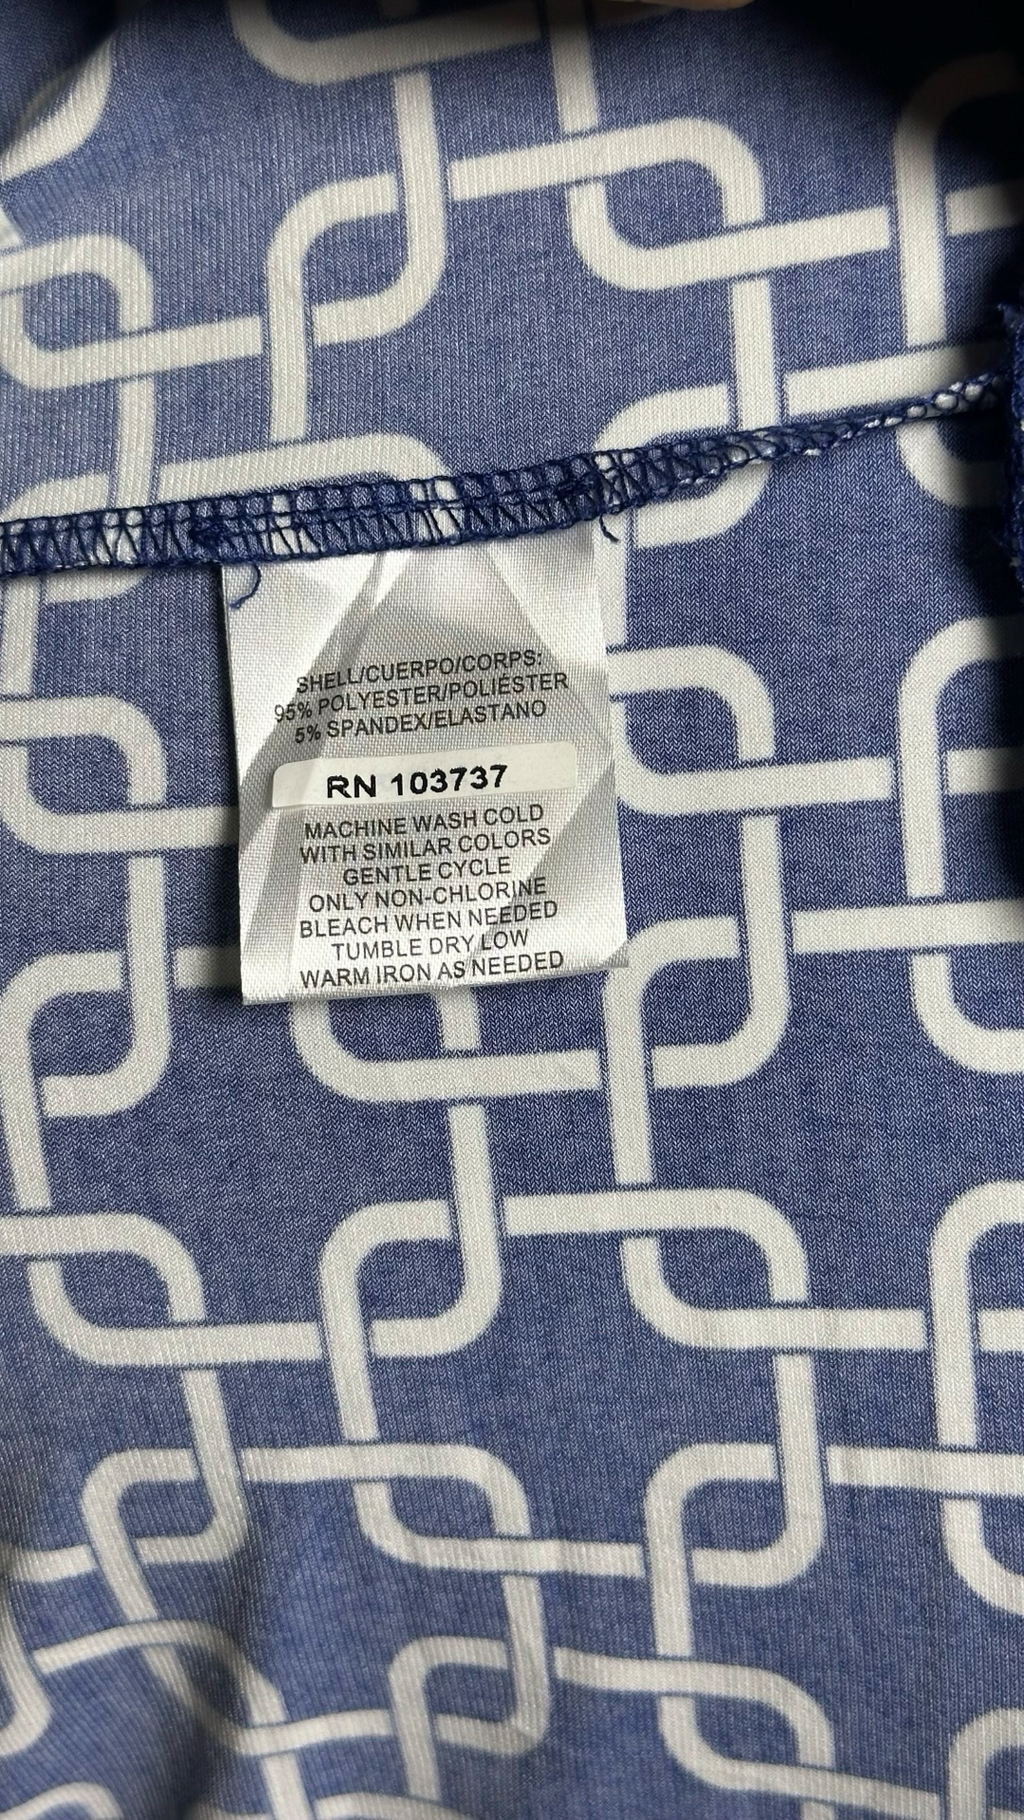 SHELL/CUERPO/CORPS:
95% POLYESTER/POLIÉSTER
5% SPANDEX/ELASTANO
RN 103737
MACHINE WASH COLD
WITH SIMILAR COLORS
GENTLE CYCLE
ONLY NON-CHLORINE
BLEACH WHEN NEEDED
TUMBLE DRY LOW
WARM IRON AS NEEDED